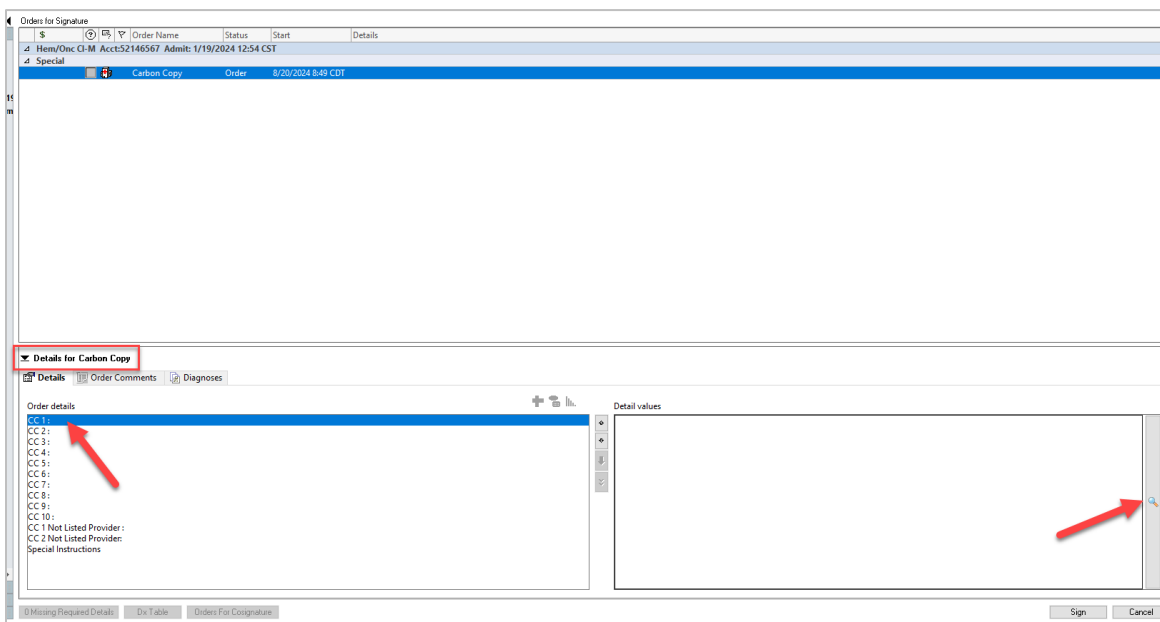 Orders for Signature
$ Order Name Status Start Details
Hem/Onc Cl-M Acct:52146567 Admit: 1/19/2024 12:54 CST
Special
Carbon Copy Order 8/20/2024 8:49 CDT
Details for Carbon Copy
Details Order Comments Diagnoses
Order details
Detail values
CC 1 :
CC 2 :
CC 3 :
CC 4 :
CC 5 :
CC 6 :
CC 7 :
CC 8 :
CC 9 :
CC 10 :
CC 1 Not Listed Provider :
CC 2 Not Listed Provider:
Special Instructions
0 Missing Required Details Dx Table Orders For Cosignature Sign Cancel